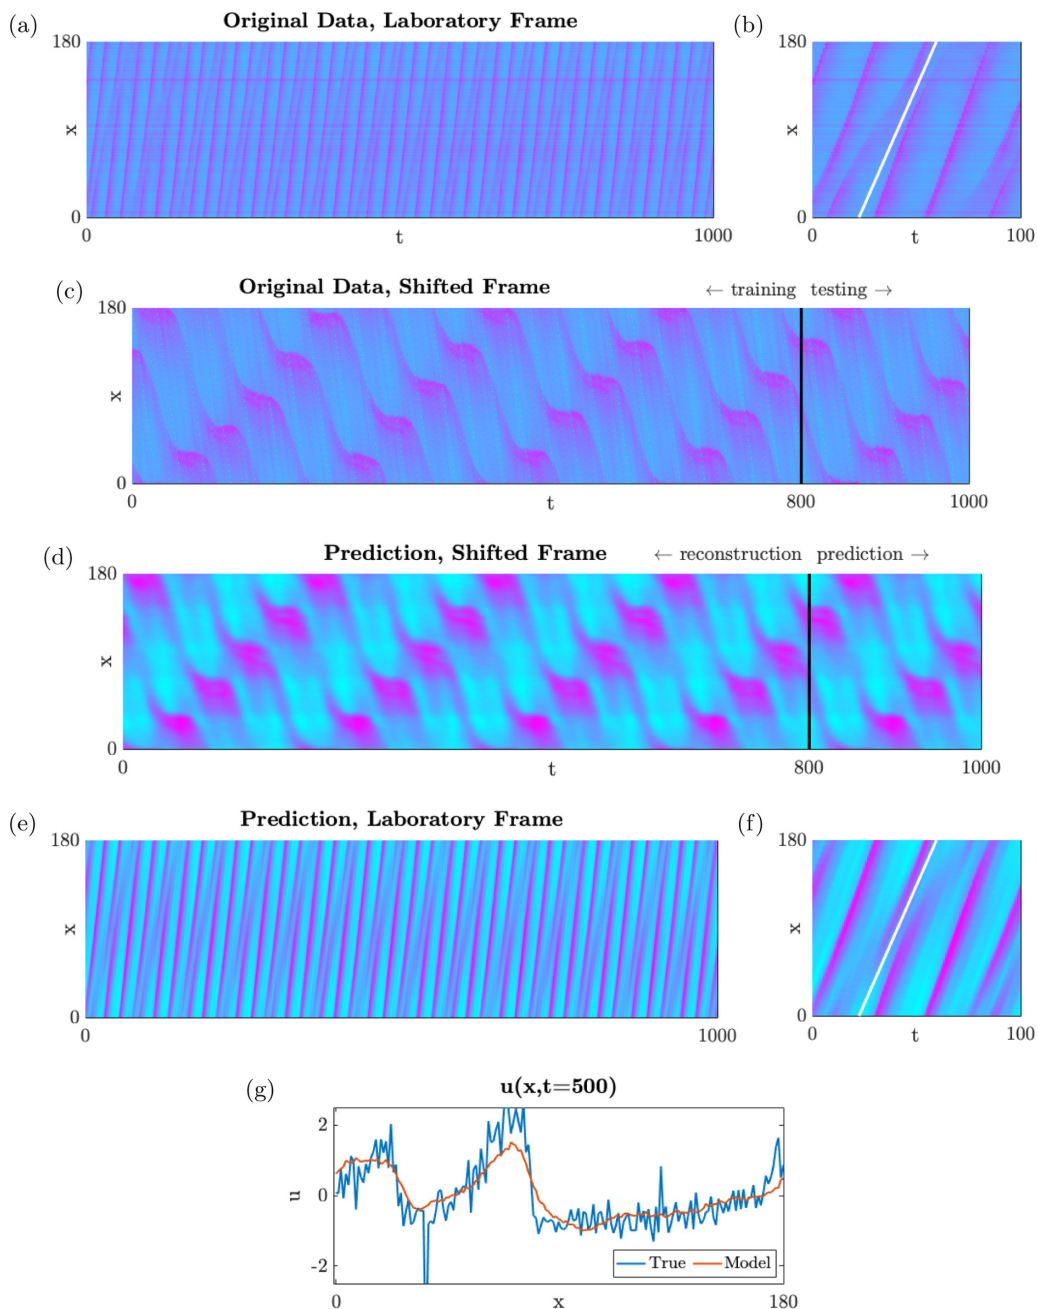 (a) Original Data, Laboratory Frame (b)
180 180
x x
0 0
0 t 1000 0 t 100
(c) Original Data, Shifted Frame ← training testing →
180
x
0
0 t 800 1000
(d) Prediction, Shifted Frame ← reconstruction prediction →
180
x
0
0 t 800 1000
(e) Prediction, Laboratory Frame (f)
180 180
x x
0 0
0 1000 0 t 100
(g) u(x,t=500)
2
u 0
-2
True Model
0 x 180